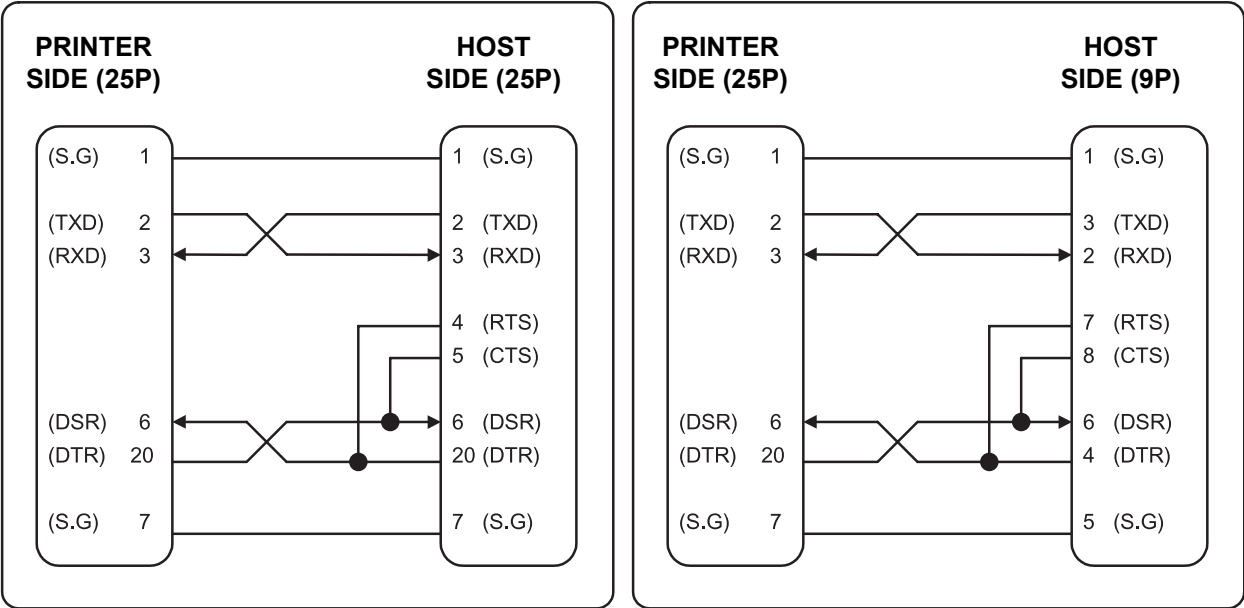 PRINTER
SIDE (25P)
HOST
SIDE (25P)
(S.G) 1
1 (S.G)
(TXD) 2
2 (TXD)
(RXD) 3
3 (RXD)
4 (RTS)
5 (CTS)
(DSR) 6
6 (DSR)
(DTR) 20
20 (DTR)
(S.G) 7
7 (S.G)
PRINTER
SIDE (25P)
HOST
SIDE (9P)
(S.G) 1
1 (S.G)
(TXD) 2
3 (TXD)
(RXD) 3
2 (RXD)
7 (RTS)
8 (CTS)
(DSR) 6
6 (DSR)
(DTR) 20
4 (DTR)
(S.G) 7
5 (S.G)